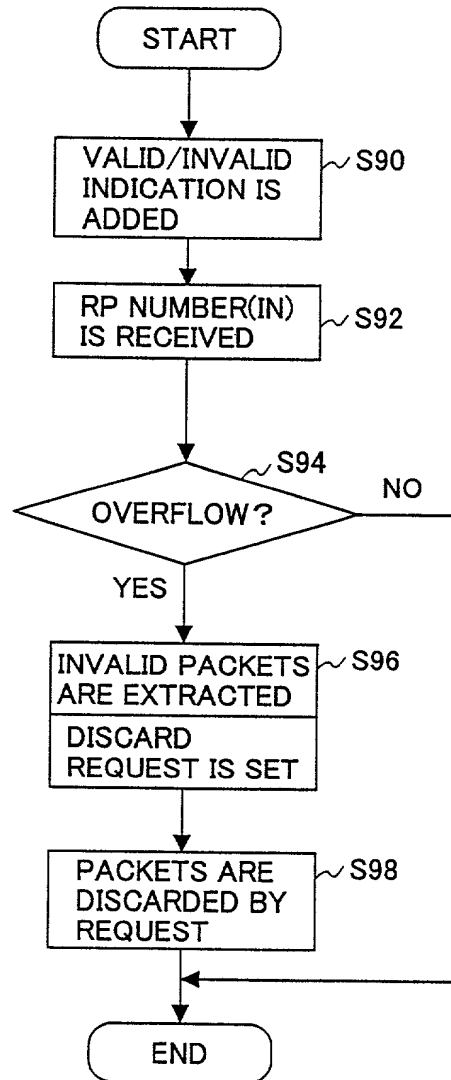 START
VALID/INVALID
INDICATION IS
ADDED
S90
RP NUMBER(IN)
IS RECEIVED
S92
S94
OVERFLOW?
NO
YES
INVALID PACKETS
ARE EXTRACTED
S96
DISCARD
REQUEST IS SET
PACKETS ARE
DISCARDED BY
REQUEST
S98
END